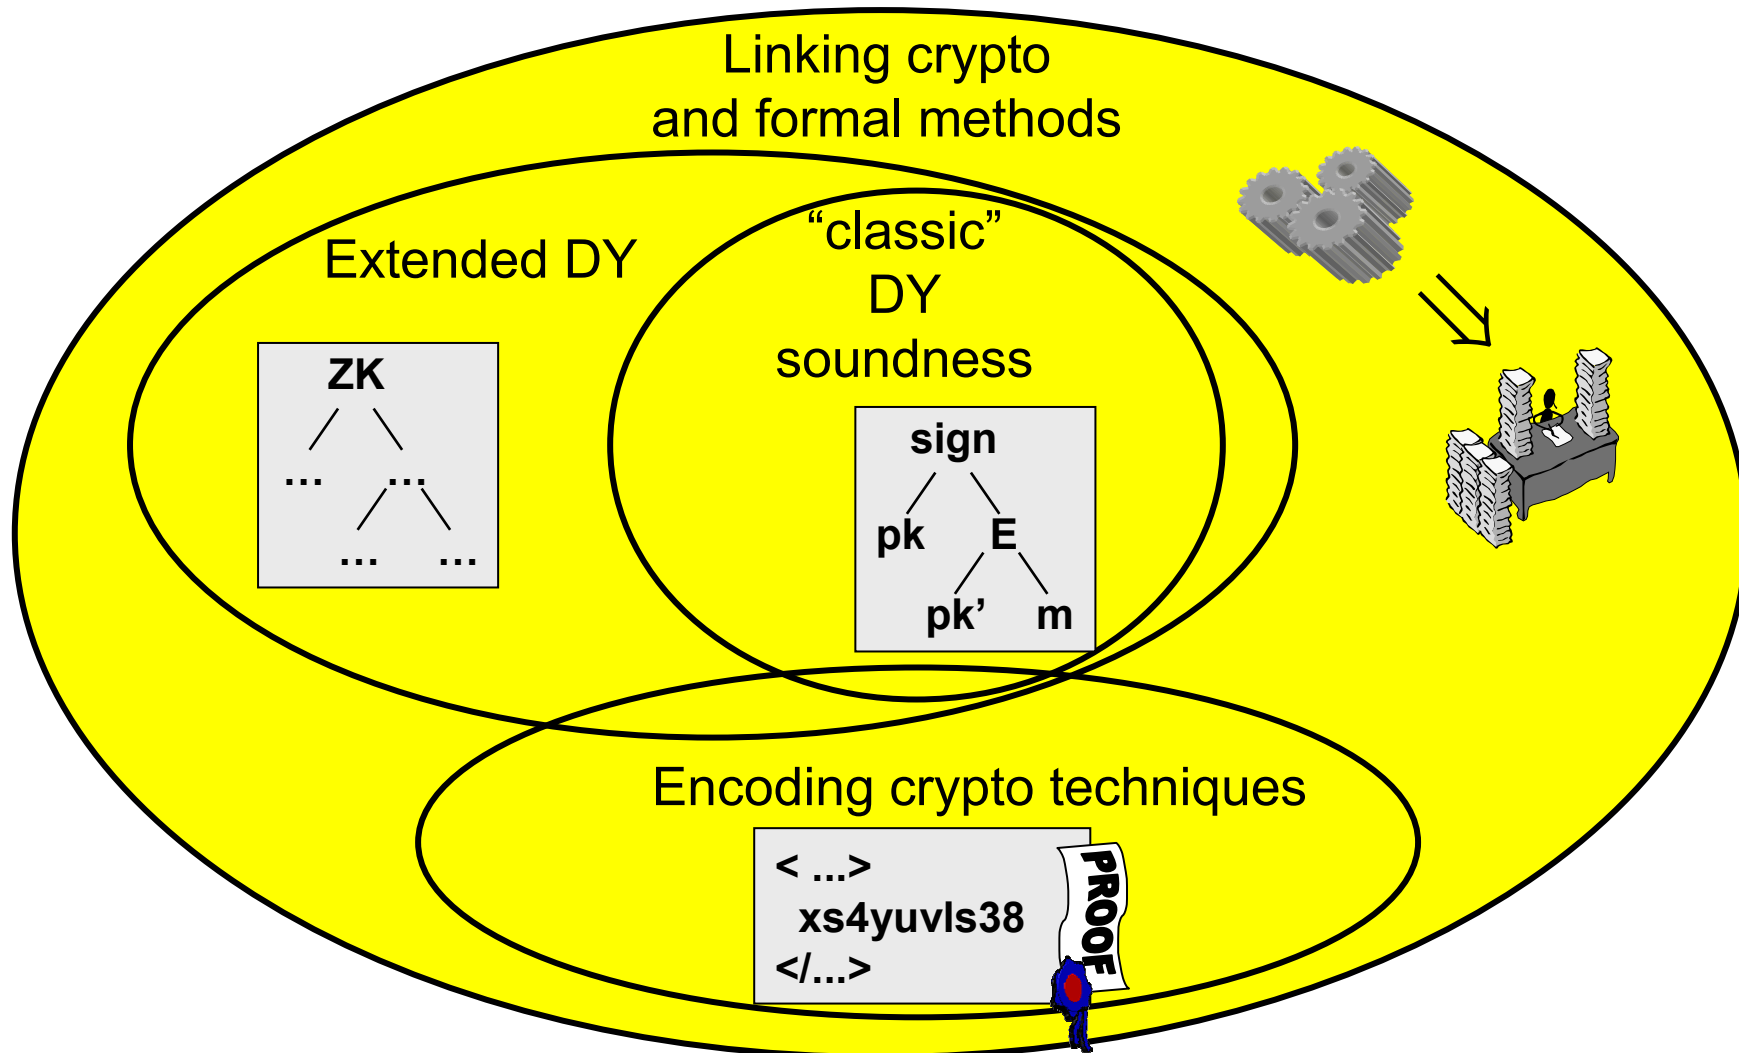 Linking crypto
and formal methods
Extended DY
“classic”
DY
soundness
ZK
... ...
... ...
sign
pk E
pk’ m
Encoding crypto techniques
< ...>
xs4yuvls38
</...>
PROOF